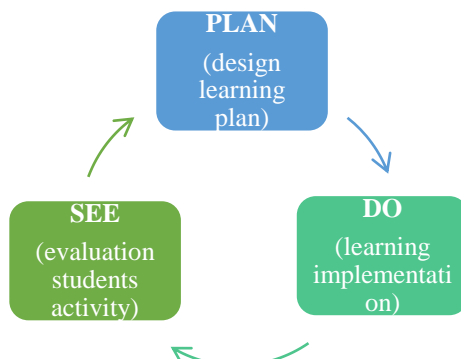 PLAN
(design
learning
plan)
DO
(learning
implementati
on)
SEE
(evaluation
students
activity)